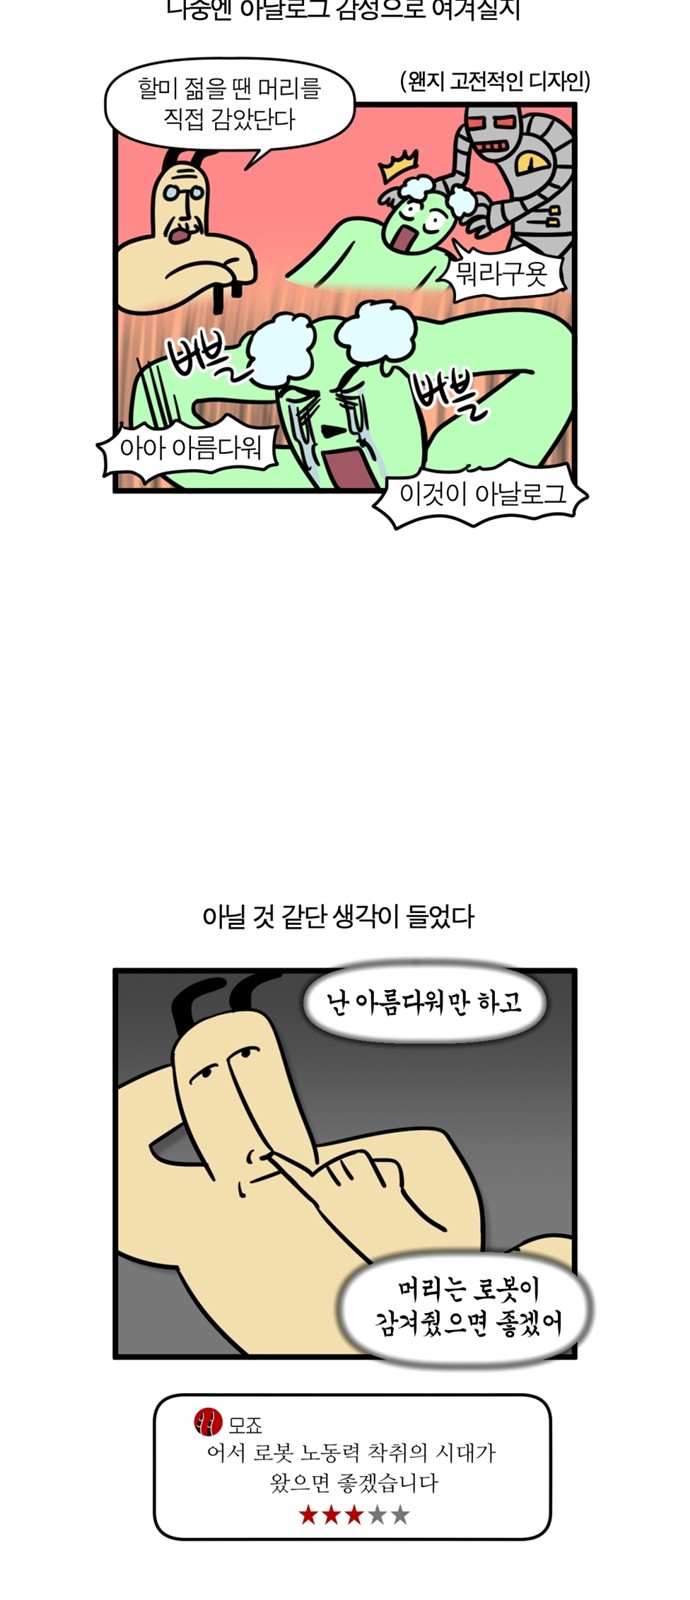 나중엔 아날로그 감성으로 여겨질지
(왠지 고전적인 디자인)
할미 젊을 땐 머리를
직접 감았단다
뭐라구욧
버블
버블
아아 아름다워
이것이 아날로그
아닐 것 같단 생각이 들었다
난 아름다워만 하고
머리는 로봇이
감겨줬으면 좋겠어
모죠
어서 로봇 노동력 착취의 시대가
왔으면 좋겠습니다
★★★★★